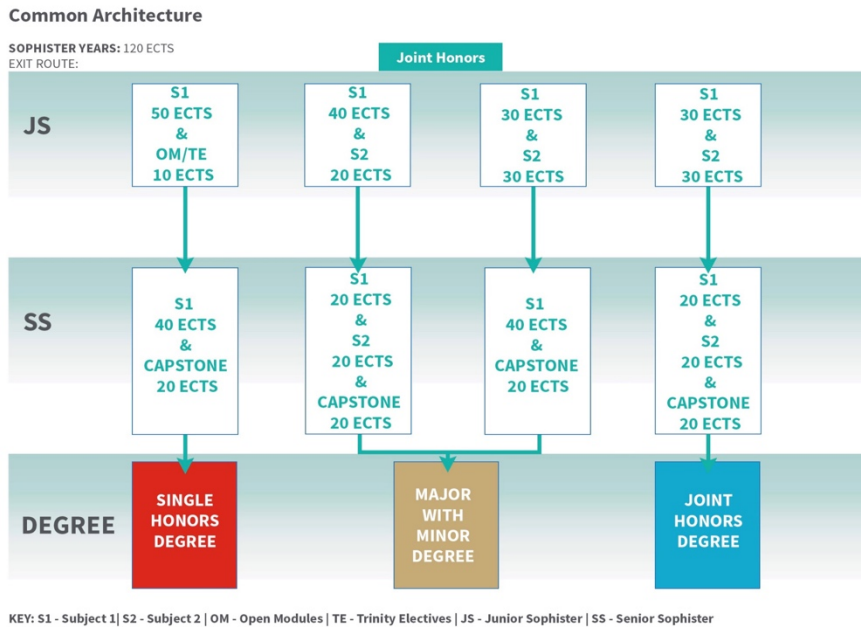 Common Architecture
SOPHISTER YEARS: 120 ECTS
EXIT ROUTE:
Joint Honors
JS
S1
50 ECTS
&
OM/TE
10 ECTS
S1
40 ECTS
&
S2
20 ECTS
S1
30 ECTS
&
S2
30 ECTS
S1
30 ECTS
&
S2
30 ECTS
SS
S1
40 ECTS
&
CAPSTONE
20 ECTS
S1
20 ECTS
&
S2
20 ECTS
&
CAPSTONE
20 ECTS
S1
40 ECTS
&
CAPSTONE
20 ECTS
S1
20 ECTS
&
S2
20 ECTS
&
CAPSTONE
20 ECTS
DEGREE
SINGLE
HONORS
DEGREE
MAJOR
WITH
MINOR
DEGREE
JOINT
HONORS
DEGREE
KEY: S1 - Subject 1| S2 - Subject 2 | OM - Open Modules | TE - Trinity Electives | JS - Junior Sophister | SS - Senior Sophister